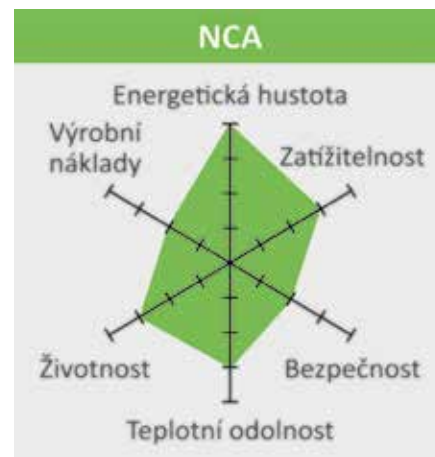 NCA
Energetická hustota
Výrobní
náklady
Zatížitelnost
Životnost
Bezpečnost
Teplotní odolnost